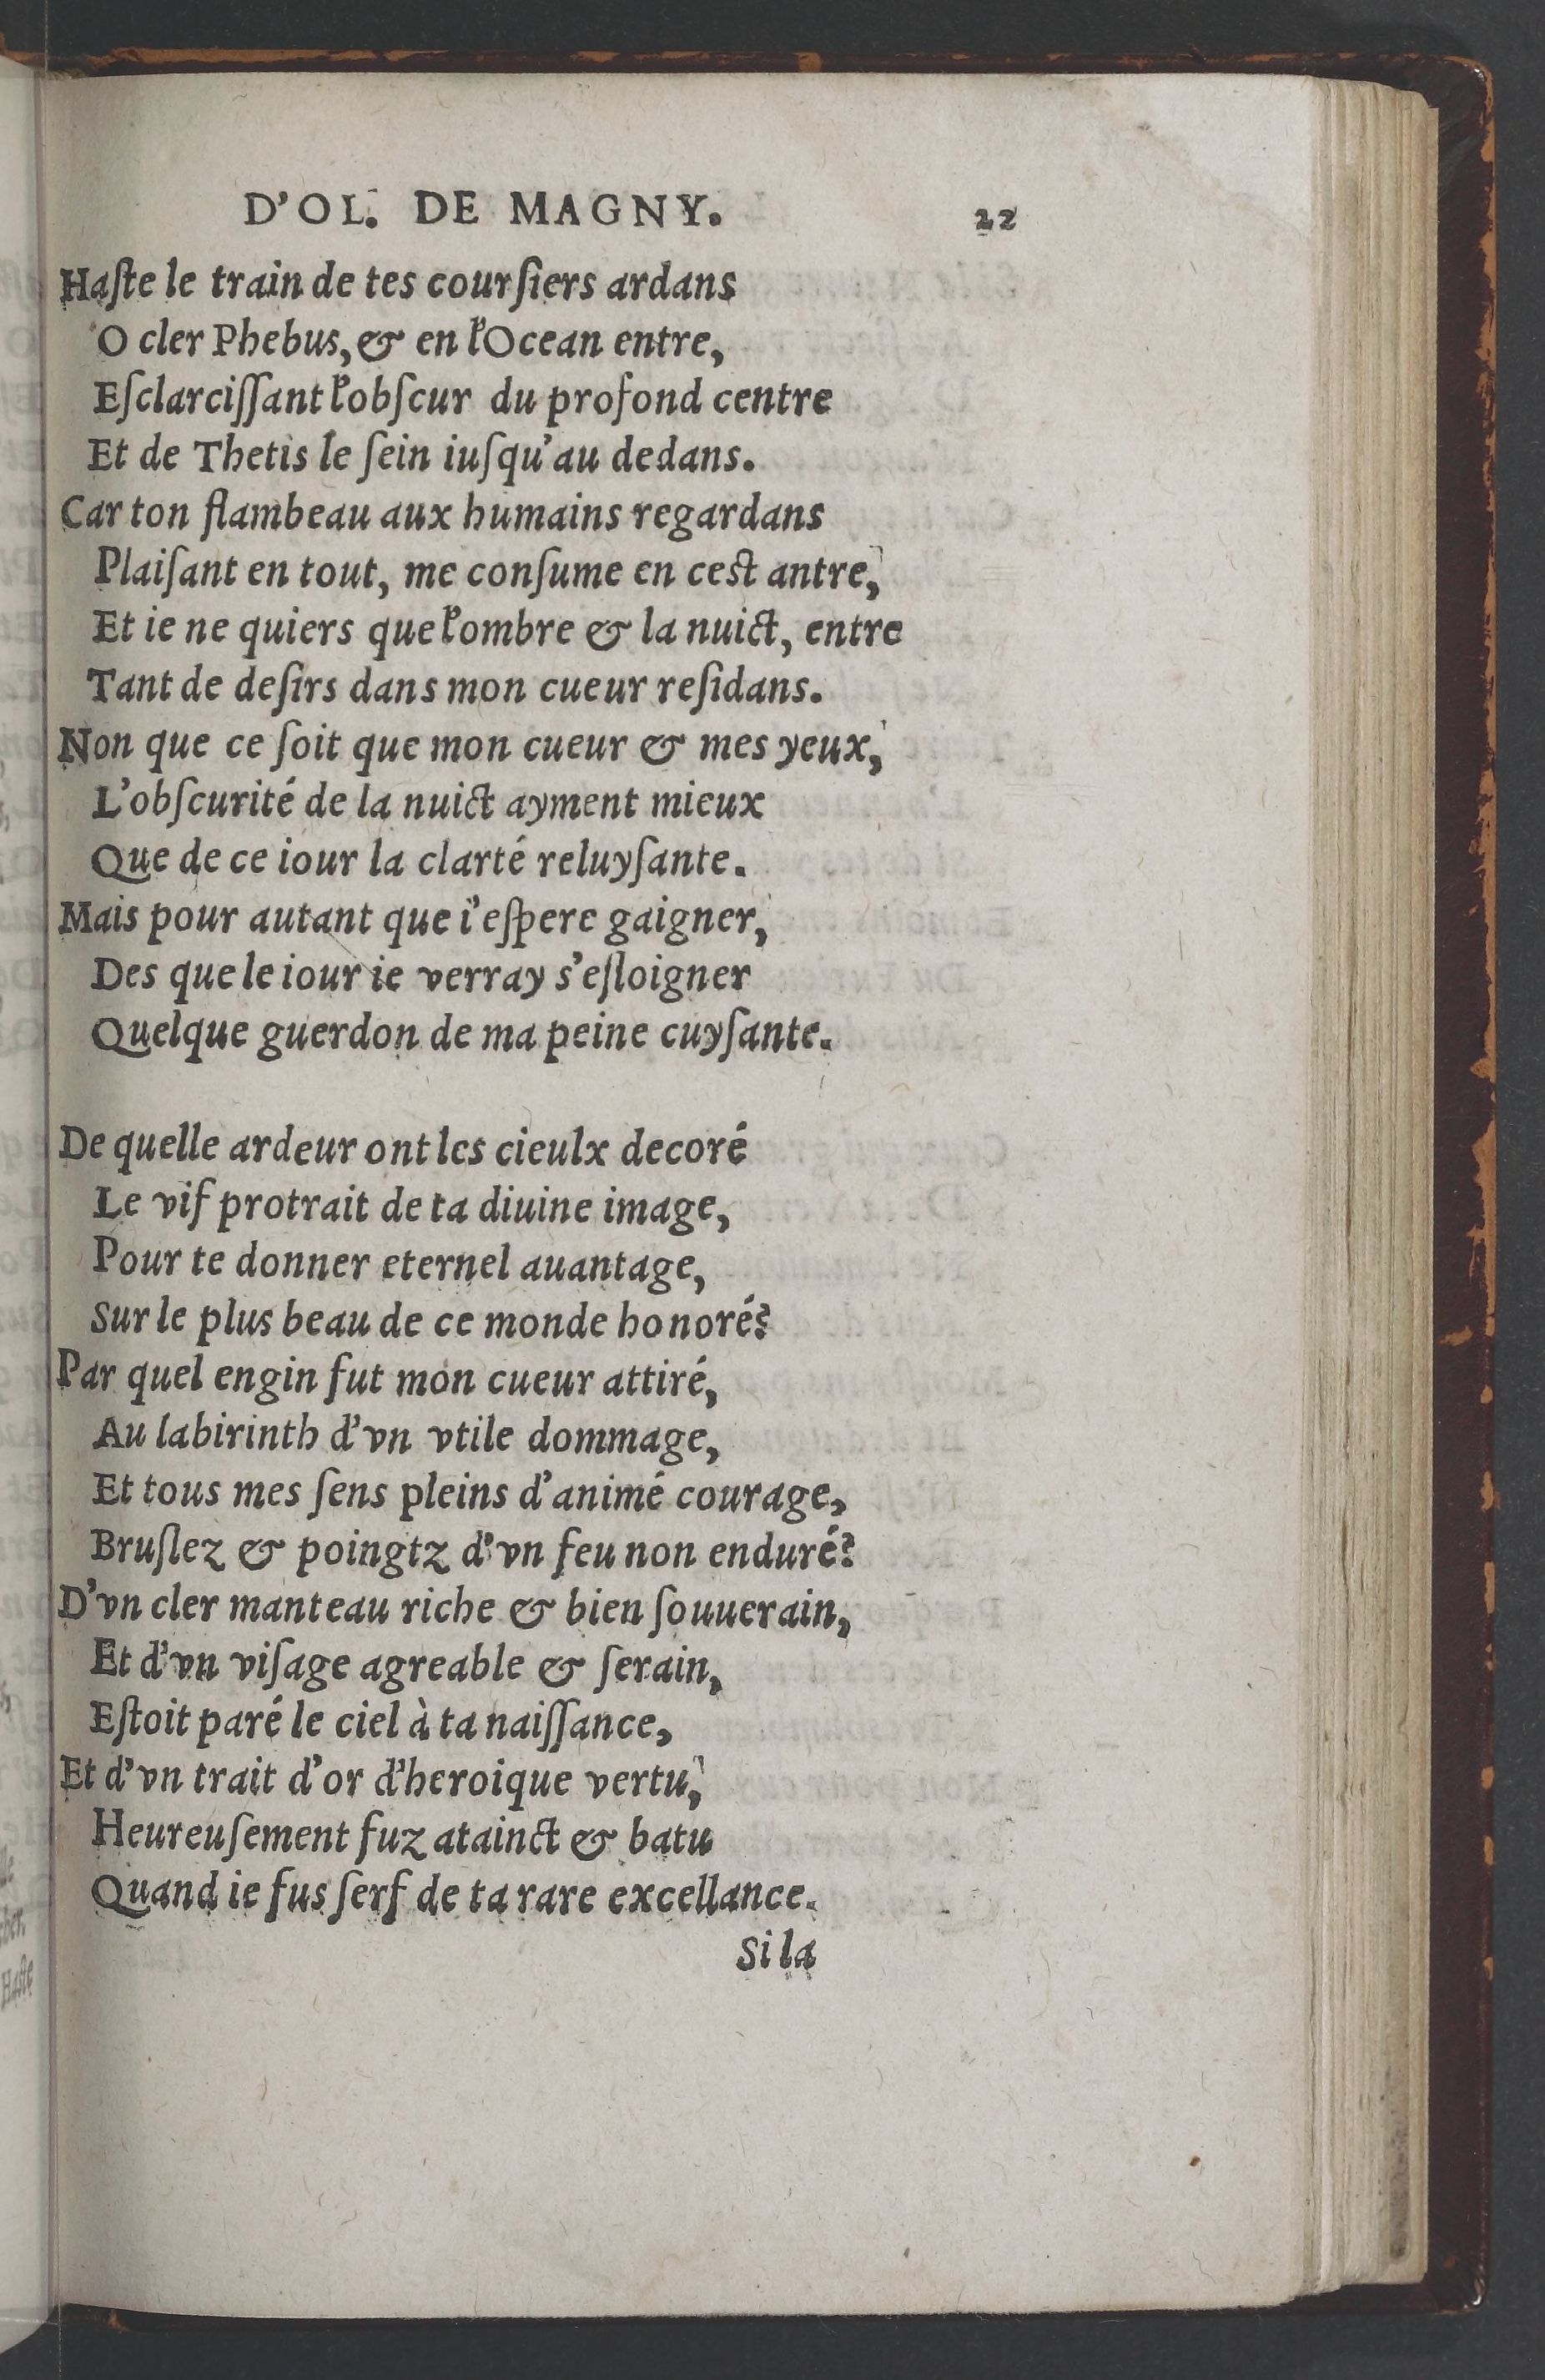 D'OL. DE MAGNY. 22
Haſte le train de tes courſiers ardans
O cler Phebus, & en l'Ocean entre,
Eſclarciſſant l'obſcur du profond centre
Et de Thetis le ſein iuſqu'au dedans.
Car ton flambeau aux humains regardans
Plaiſant en tout, me conſume en ceſt antre,
Et ie ne quiers que l'ombre & la nuict, entre
Tant de deſirs dans mon cueur reſidans.
Non que ce ſoit que mon cueur & mes yeux,
L'obſcurité de la nuict ayment mieux
Que de ce iour la clarté reluyſante.
Mais pour autant que i'eſpere gaigner,
Des que le iour ie verray s'eſloigner
Quelque guerdon de ma peine cuyſante.
De quelle ardeur ont les cieulx decoré
Le vif protrait de ta diuine image,
Pour te donner eternel auantage,
Sur le plus beau de ce monde honoré?
Par quel engin fut mon cueur attiré,
Au labirinth d'vn vtile dommage,
Et tous mes ſens pleins d'animé courage,
Bruſlez & poingtz d'vn feu non enduré?
D'vn cler manteau riche & bien ſouuerain,
Et d'vn viſage agreable & ſerain,
Eſtoit paré le ciel à ta naiſſance,
Et d'vn trait d'or d'heroique vertu,
Heureuſement fuz atainct & batu
Quand ie fus ſerf de ta rare excellance.
Si la